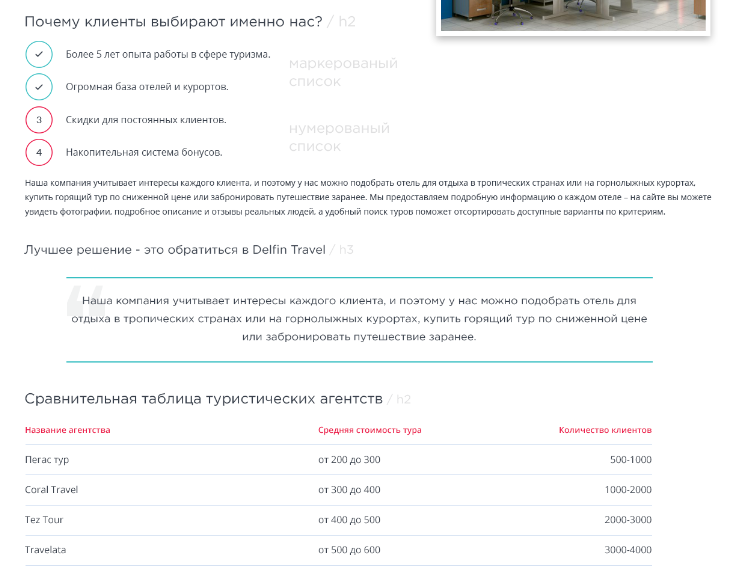 Почему клиенты выбирают именно нас? / h2
Более 5 лет опыта работы в сфере туризма.
маркерованый
список
Огромная база отелей и курортов.
3 Скидки для постоянных клиентов.
нумерованый
список
4 Накопительная система бонусов.
Наша компания учитывает интересы каждого клиента, и поэтому у нас можно подобрать отель для отдыха в тропических странах или на горнолыжных курортах,
купить горящий тур по сниженной цене или забронировать путешествие заранее. Мы предоставляем подробную информацию о каждом отеле – на сайте вы можете
увидеть фотографии, подробное описание и отзывы реальных людей, а удобный поиск туров поможет отсортировать доступные варианты по критериям.
Лучшее решение - это обратиться в Delfin Travel / h3
“
Наша компания учитывает интересы каждого клиента, и поэтому у нас можно подобрать отель для
отдыха в тропических странах или на горнолыжных курортах, купить горящий тур по сниженной цене
или забронировать путешествие заранее.
Сравнительная таблица туристических агентств / h2
Название агентства Средняя стоимость тура Количество клиентов
Пегас тур от 200 до 300 500-1000
Coral Travel от 300 до 400 1000-2000
Tez Tour от 400 до 500 2000-3000
Travelata от 500 до 600 3000-4000